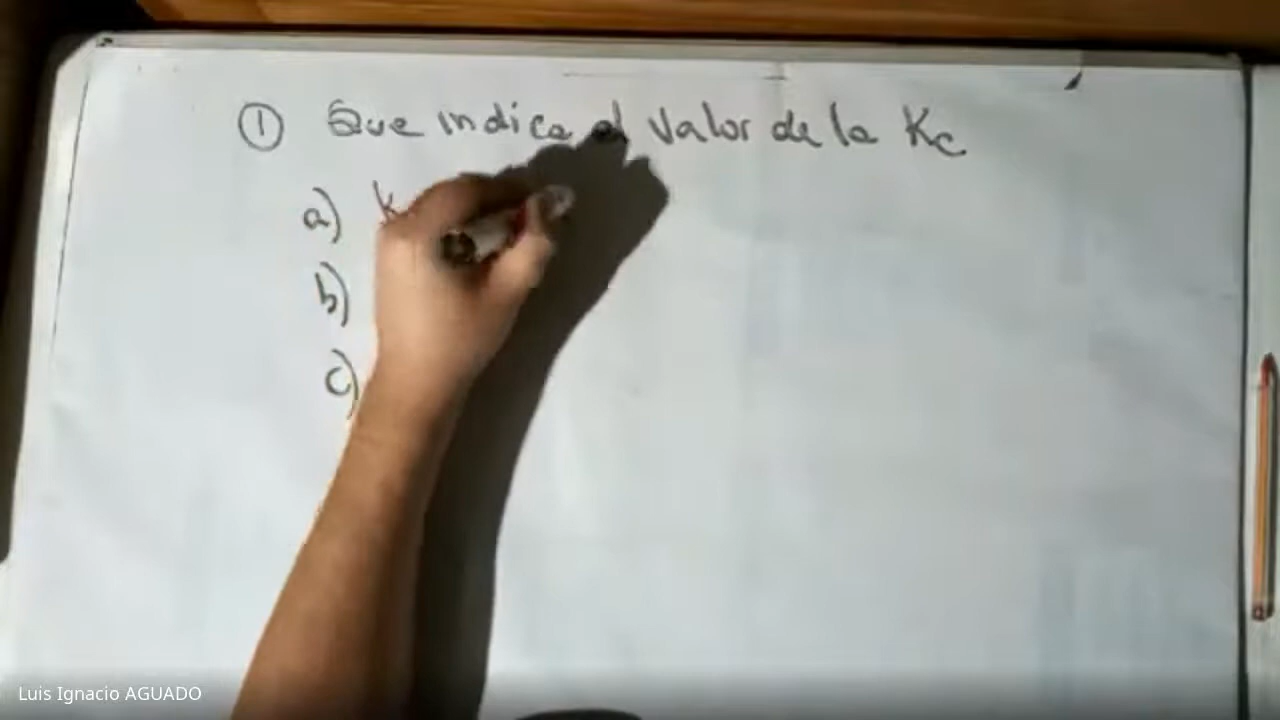 ① Que indica el valor de la Kc
a) K
b)
c)
Luis Ignacio AGUADO